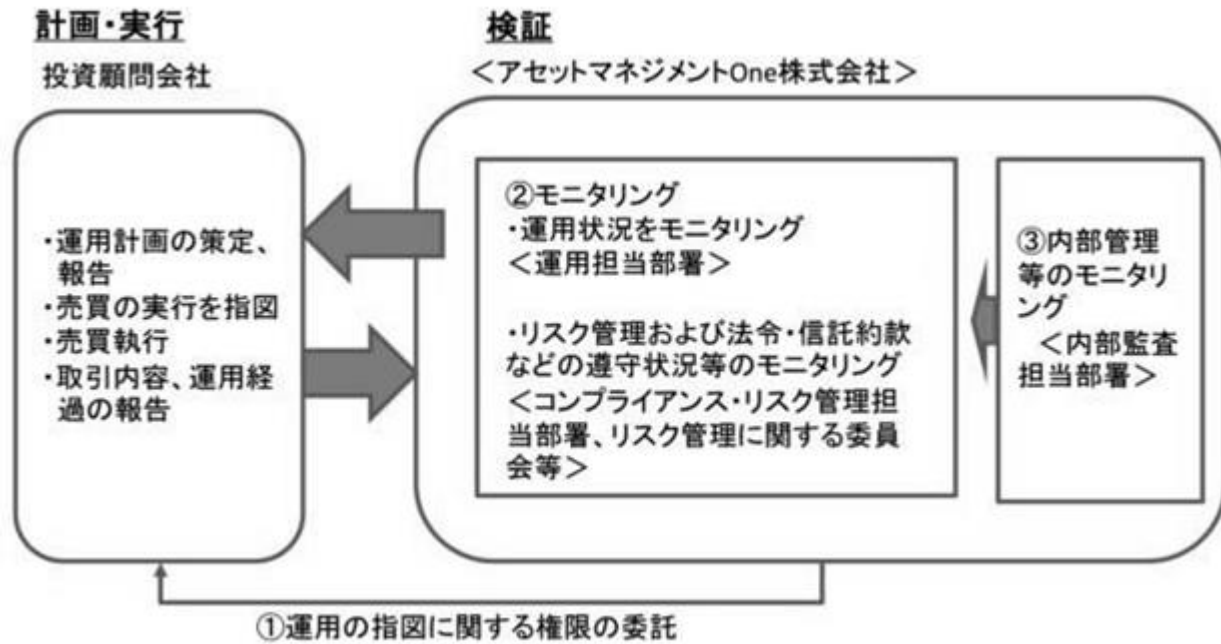 計画・実行
投資顧問会社
・運用計画の策定、
報告
・売買の実行を指図
・売買執行
・取引内容、運用経
過の報告
検証
＜アセットマネジメントOne株式会社＞
②モニタリング
・運用状況をモニタリング
＜運用担当部署＞
・リスク管理および法令・信託約款
などの遵守状況等のモニタリング
＜コンプライアンス・リスク管理担
当部署、リスク管理に関する委員
会等＞
③内部管理
等のモニタリ
ング
＜内部監査
担当部署＞
①運用の指図に関する権限の委託